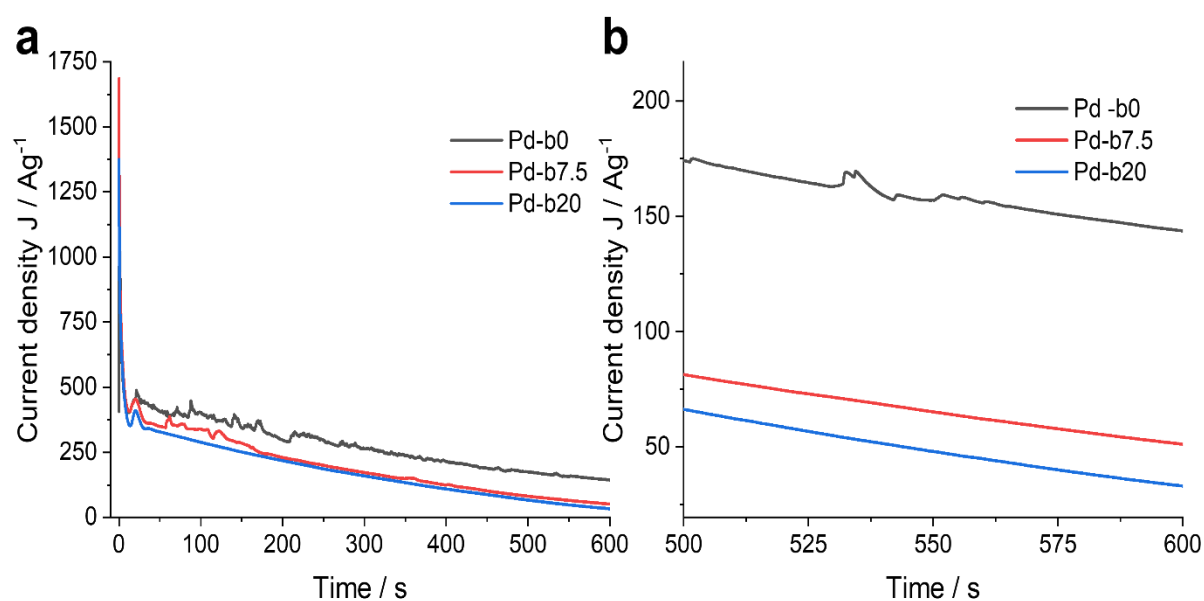 a
1750
1500
1250
1000
750
500
250
0
Current density J / Ag⁻¹
Pd-b0
Pd-b7.5
Pd-b20
0 100 200 300 400 500 600
Time / s
b
200
150
100
50
Current density J / Ag⁻¹
Pd -b0
Pd-b7.5
Pd-b20
500 525 550 575 600
Time / s